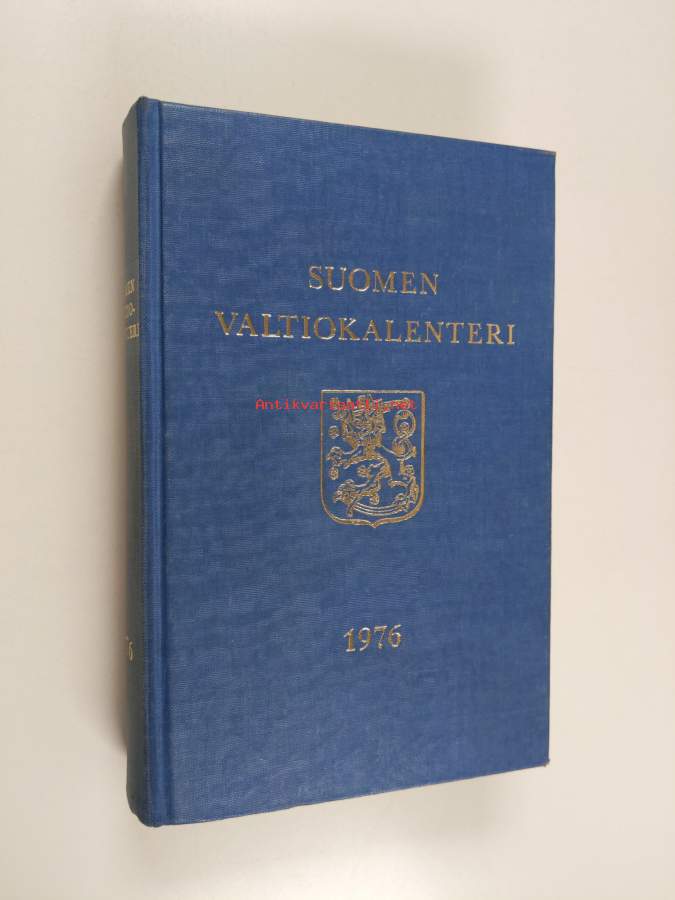 SUOMEN
VALTIOKALENTERI
Antikvariaatti.net
1976